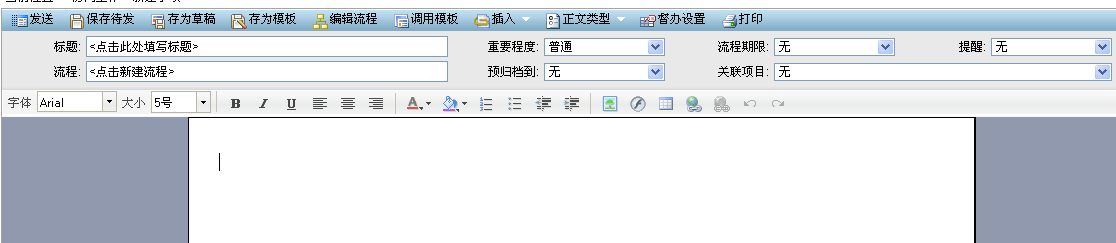 发送 保存待发 存为草稿 存为模板 编辑流程 调用模板 插入 正文类型 督办设置 打印
标题: <点击此处填写标题> 重要程度: 普通 流程期限: 无 提醒: 无
流程: <点击新建流程> 预归档到: 无 关联项目: 无
字体 Arial 大小 5号 B I U A